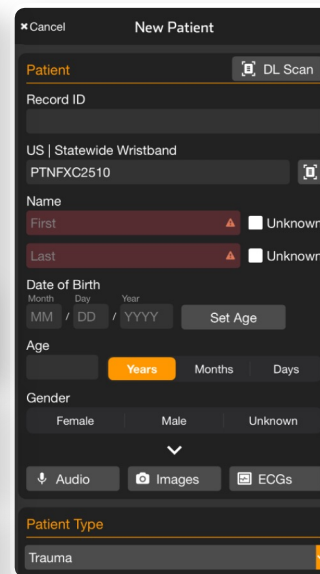 × Cancel New Patient
Patient DL Scan
Record ID
US | Statewide Wristband
PTNFXC2510
Name
First Unknown
Last Unknown
Date of Birth
Month Day Year
MM / DD / YYYY Set Age
Age
Years Months Days
Gender
Female Male Unknown
Audio Images ECGs
Patient Type
Trauma